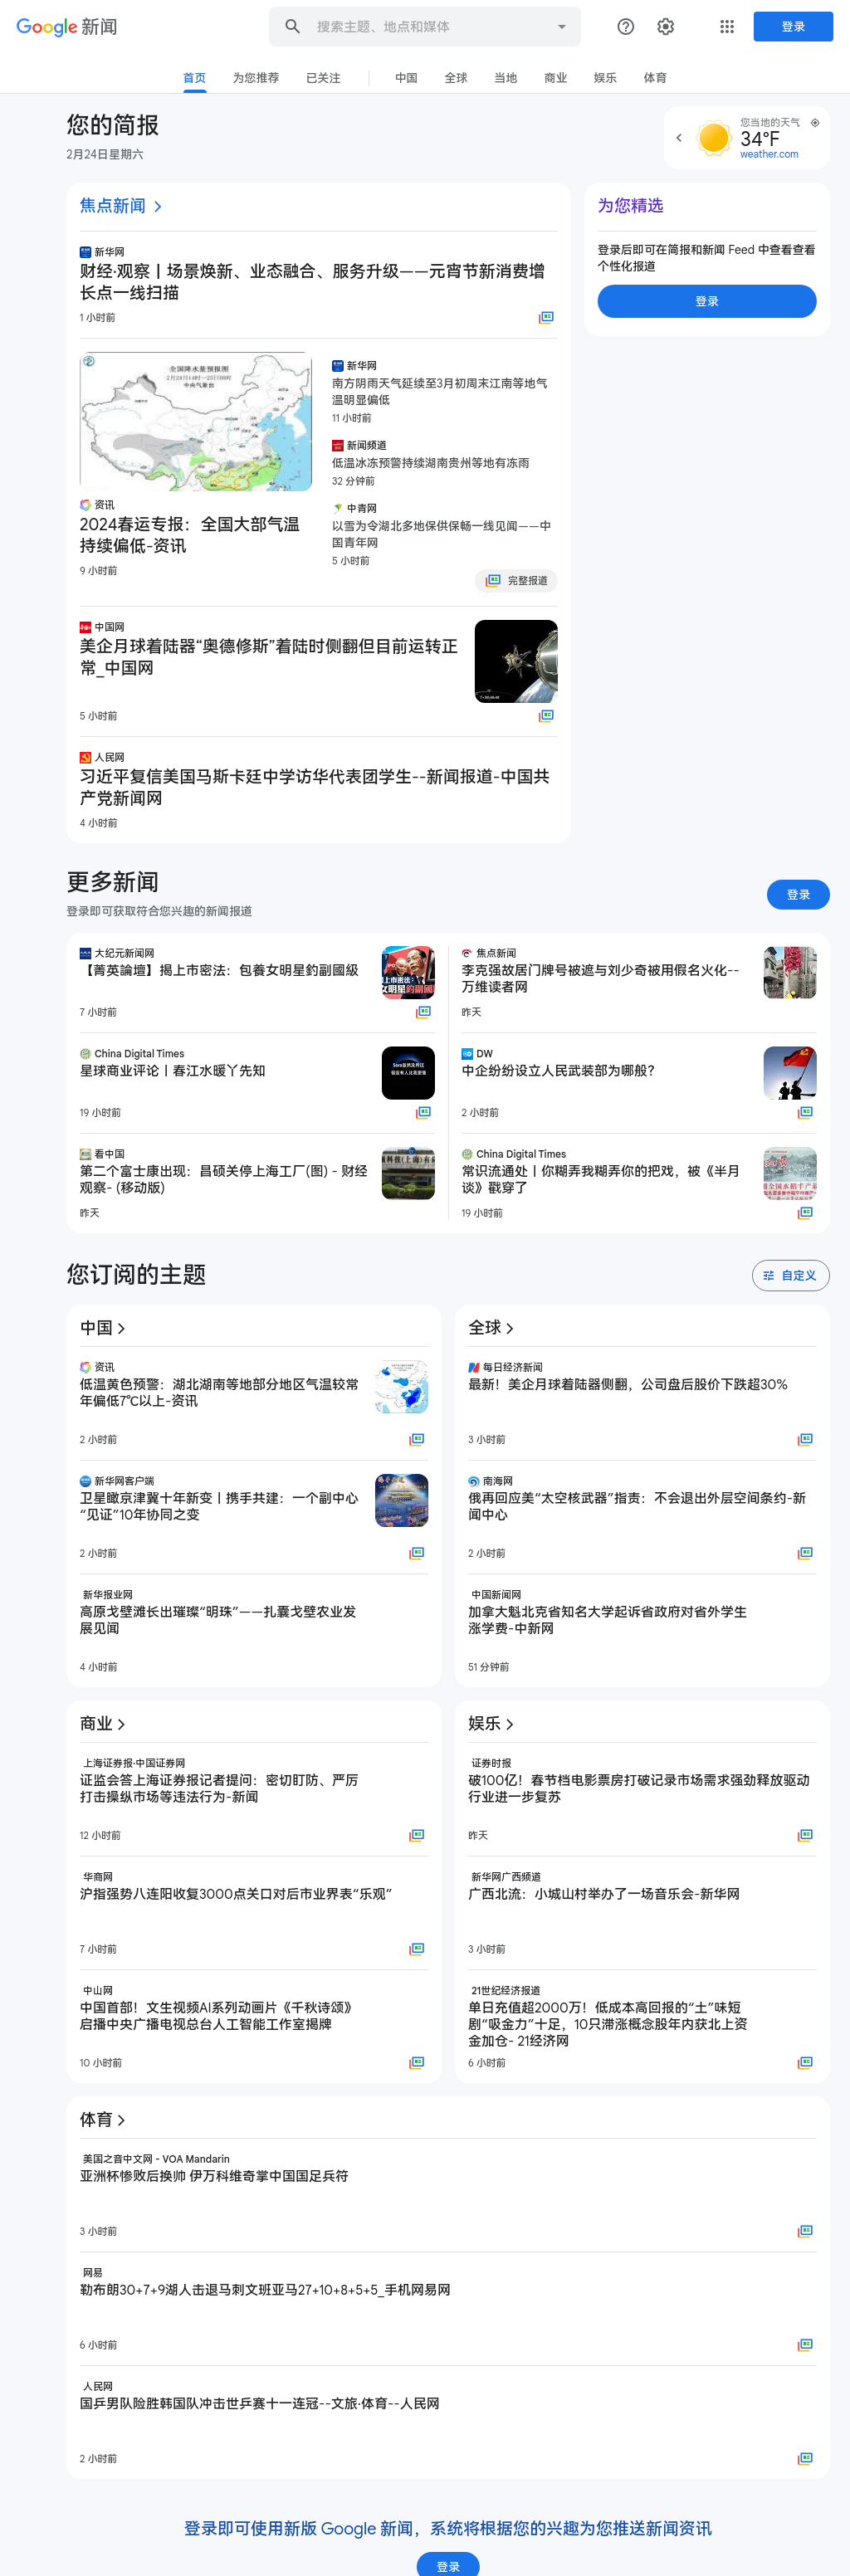 Google 新闻
搜索主题、地点和媒体
登录
首页
为您推荐
已关注
中国
全球
当地
商业
娱乐
体育
您的简报
2月24日星期六
您当地的天气
34°F
weather.com
焦点新闻
新华网
财经·观察丨场景焕新、业态融合、服务升级——元宵节新消费增
长点一线扫描
1 小时前
全国降水量预报图
2月24日14时—25日08时
中央气象台
资讯
2024春运专报：全国大部气温
持续偏低-资讯
9 小时前
新华网
南方阴雨天气延续至3月初周末江南等地气
温明显偏低
11 小时前
新闻频道
低温冰冻预警持续湖南贵州等地有冻雨
32 分钟前
中青网
以雪为令湖北多地保供保畅一线见闻——中
国青年网
5 小时前
完整报道
中国网
美企月球着陆器“奥德修斯”着陆时侧翻但目前运转正
常_中国网
5 小时前
人民网
习近平复信美国马斯卡廷中学访华代表团学生--新闻报道-中国共
产党新闻网
4 小时前
为您精选
登录后即可在简报和新闻 Feed 中查看查看
个性化报道
登录
更多新闻
登录即可获取符合您兴趣的新闻报道
登录
大纪元新闻网
【菁英論壇】揭上市密法：包養女明星釣副國級
7 小时前
焦点新闻
李克强故居门牌号被遮与刘少奇被用假名火化--
万维读者网
昨天
China Digital Times
星球商业评论丨春江水暖丫先知
19 小时前
DW
中企纷纷设立人民武装部为哪般？
2 小时前
看中国
第二个富士康出现：昌硕关停上海工厂(图) - 财经
观察- (移动版)
昨天
China Digital Times
常识流通处丨你糊弄我糊弄你的把戏，被《半月
谈》戳穿了
19 小时前
您订阅的主题
自定义
中国
资讯
低温黄色预警：湖北湖南等地部分地区气温较常
年偏低7℃以上-资讯
2 小时前
新华网客户端
卫星瞰京津冀十年新变丨携手共建：一个副中心
“见证”10年协同之变
2 小时前
新华报业网
高原戈壁滩长出璀璨“明珠”——扎囊戈壁农业发
展见闻
4 小时前
全球
每日经济新闻
最新！美企月球着陆器侧翻，公司盘后股价下跌超30%
3 小时前
南海网
俄再回应美“太空核武器”指责：不会退出外层空间条约-新
闻中心
2 小时前
中国新闻网
加拿大魁北克省知名大学起诉省政府对省外学生
涨学费-中新网
51 分钟前
商业
上海证券报·中国证券网
证监会答上海证券报记者提问：密切盯防、严厉
打击操纵市场等违法行为-新闻
12 小时前
华商网
沪指强势八连阳收复3000点关口对后市业界表“乐观”
7 小时前
中山网
中国首部！文生视频AI系列动画片《千秋诗颂》
启播中央广播电视总台人工智能工作室揭牌
10 小时前
娱乐
证券时报
破100亿！春节档电影票房打破记录市场需求强劲释放驱动
行业进一步复苏
昨天
新华网广西频道
广西北流：小城山村举办了一场音乐会-新华网
3 小时前
21世纪经济报道
单日充值超2000万！低成本高回报的“土”味短
剧“吸金力”十足，10只滞涨概念股年内获北上资
金加仓- 21经济网
6 小时前
体育
美国之音中文网 - VOA Mandarin
亚洲杯惨败后换帅 伊万科维奇掌中国国足兵符
3 小时前
网易
勒布朗30+7+9湖人击退马刺文班亚马27+10+8+5+5_手机网易网
6 小时前
人民网
国乒男队险胜韩国队冲击世乒赛十一连冠--文旅·体育--人民网
2 小时前
登录即可使用新版 Google 新闻，系统将根据您的兴趣为您推送新闻资讯
登录